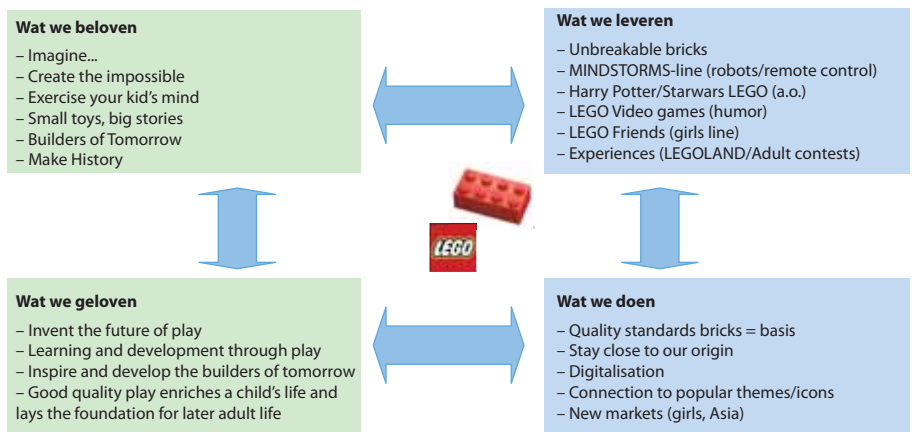 Wat we beloven
– Imagine...
– Create the impossible
– Exercise your kid's mind
– Small toys, big stories
– Builders of Tomorrow
– Make History
Wat we leveren
– Unbreakable bricks
– MINDSTORMS-line (robots/remote control)
– Harry Potter/Starwars LEGO (a.o.)
– LEGO Video games (humor)
– LEGO Friends (girls line)
– Experiences (LEGOLAND/Adult contests)
LEGO
Wat we geloven
– Invent the future of play
– Learning and development through play
– Inspire and develop the builders of tomorrow
– Good quality play enriches a child's life and
lays the foundation for later adult life
Wat we doen
– Quality standards bricks = basis
– Stay close to our origin
– Digitalisation
– Connection to popular themes/icons
– New markets (girls, Asia)